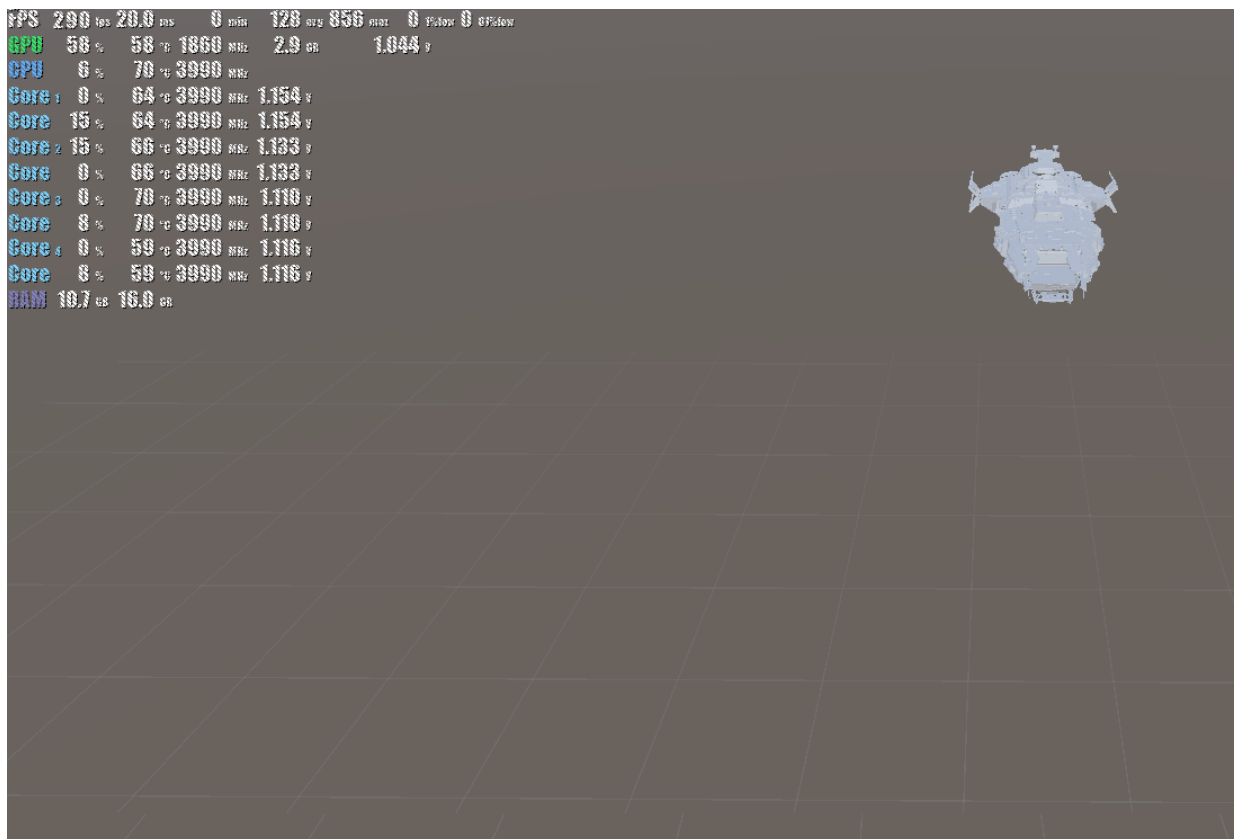 FPS 290 fps 20.0 ms 0 min 128 avg 856 max 0 1%low 0 0.1%low
GPU 58 % 58 °C 1860 MHz 2.9 GB 1.044 V
CPU 6 % 70 °C 3990 MHz
Core 1 0 % 64 °C 3990 MHz 1.154 V
Core 15 % 64 °C 3990 MHz 1.154 V
Core 2 15 % 66 °C 3990 MHz 1.133 V
Core 0 % 66 °C 3990 MHz 1.133 V
Core 3 0 % 70 °C 3990 MHz 1.110 V
Core 8 % 70 °C 3990 MHz 1.110 V
Core 4 0 % 59 °C 3990 MHz 1.116 V
Core 8 % 59 °C 3990 MHz 1.116 V
RAM 10.7 GB 16.0 GB